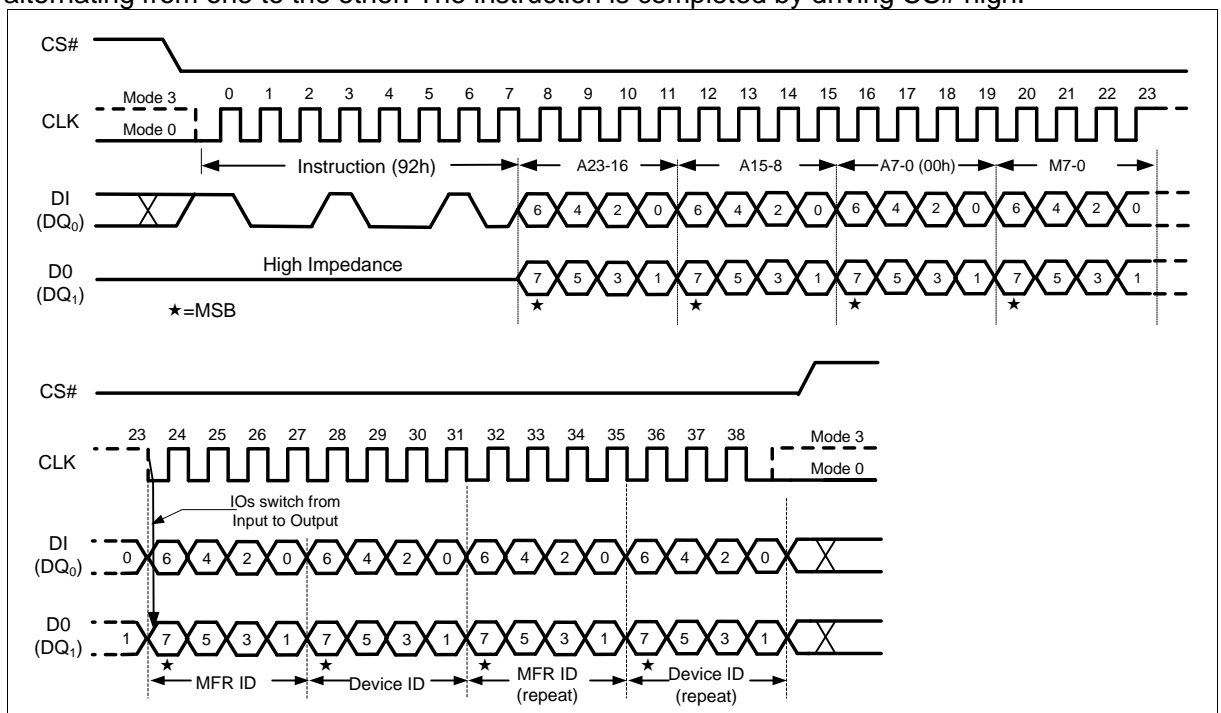 alternating from one to the other. The instruction is completed by driving CS# high.
CS#
Mode 3 0 1 2 3 4 5 6 7 8 9 10 11 12 13 14 15 16 17 18 19 20 21 22 23
CLK
Mode 0
Instruction (92h) A23-16 A15-8 A7-0 (00h) M7-0
DI
(DQ0) 6 4 2 0 6 4 2 0 6 4 2 0 6 4 2 0
High Impedance
D0
(DQ1) 7 5 3 1 7 5 3 1 7 5 3 1 7 5 3 1
★ ★ ★ ★
★=MSB
CS#
23 24 25 26 27 28 29 30 31 32 33 34 35 36 37 38 Mode 3
CLK
Mode 0
IOs switch from
Input to Output
DI
(DQ0) 0 6 4 2 0 6 4 2 0 6 4 2 0 6 4 2 0
D0
(DQ1) 1 7 5 3 1 7 5 3 1 7 5 3 1 7 5 3 1
★ ★ ★ ★
MFR ID Device ID MFR ID Device ID
(repeat) (repeat)